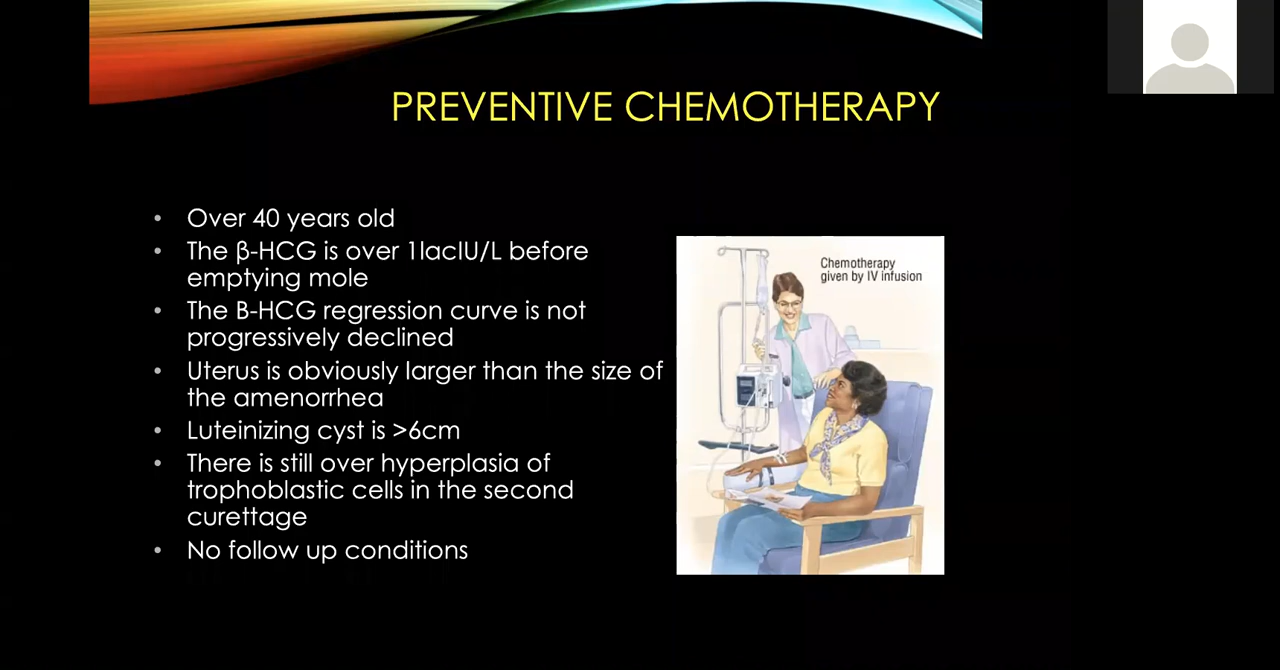 PREVENTIVE CHEMOTHERAPY
• Over 40 years old
• The β-HCG is over 1lacIU/L before
emptying mole
• The B-HCG regression curve is not
progressively declined
• Uterus is obviously larger than the size of
the amenorrhea
• Luteinizing cyst is >6cm
• There is still over hyperplasia of
trophoblastic cells in the second
curettage
• No follow up conditions
Chemotherapy
given by IV infusion